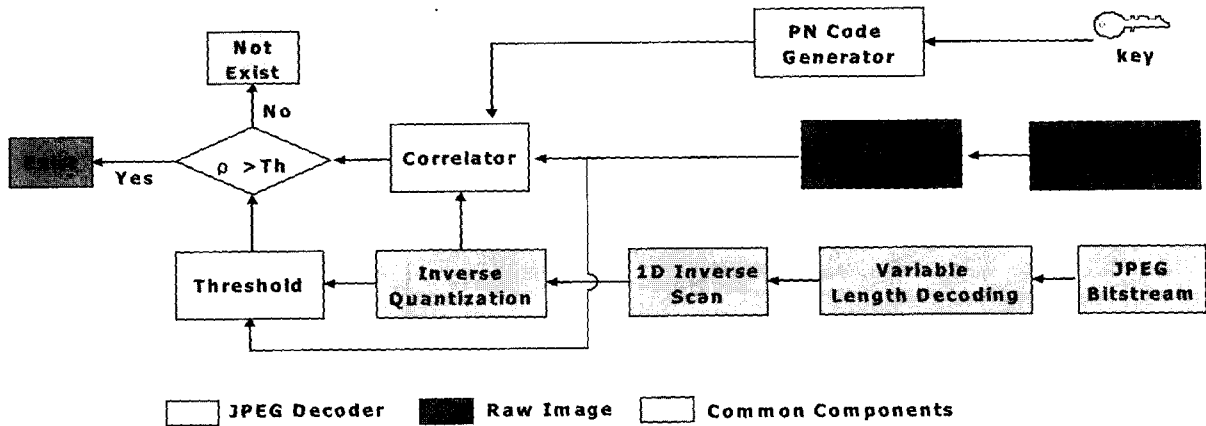 Not
Exist
PN Code
Generator
key
No
ρ > Th
Correlator
Yes
Threshold
Inverse
Quantization
1D Inverse
Scan
Variable
Length Decoding
JPEG
Bitstream
JPEG Decoder
Raw Image
Common Components